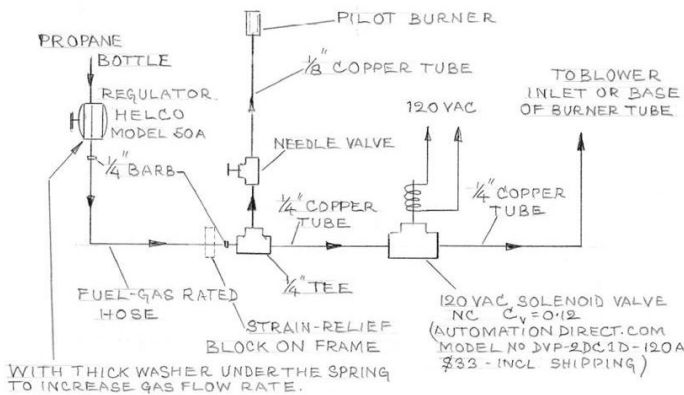 PILOT BURNER
PROPANE
BOTTLE
1/8" COPPER TUBE
TO BLOWER
INLET OR BASE
OF BURNER TUBE
REGULATOR
HELCO
MODEL 50A
120 VAC
NEEDLE VALVE
1/4" BARB
1/4" COPPER
TUBE
1/4" COPPER
TUBE
FUEL-GAS RATED
HOSE
1/4" TEE
STRAIN-RELIEF
BLOCK ON FRAME
120 VAC SOLENOID VALVE
NC Cv=0.12
(AUTOMATION DIRECT.COM
MODEL No DVP-2DC1D-120A
$33 - INCL SHIPPING)
WITH THICK WASHER UNDER THE SPRING
TO INCREASE GAS FLOW RATE.